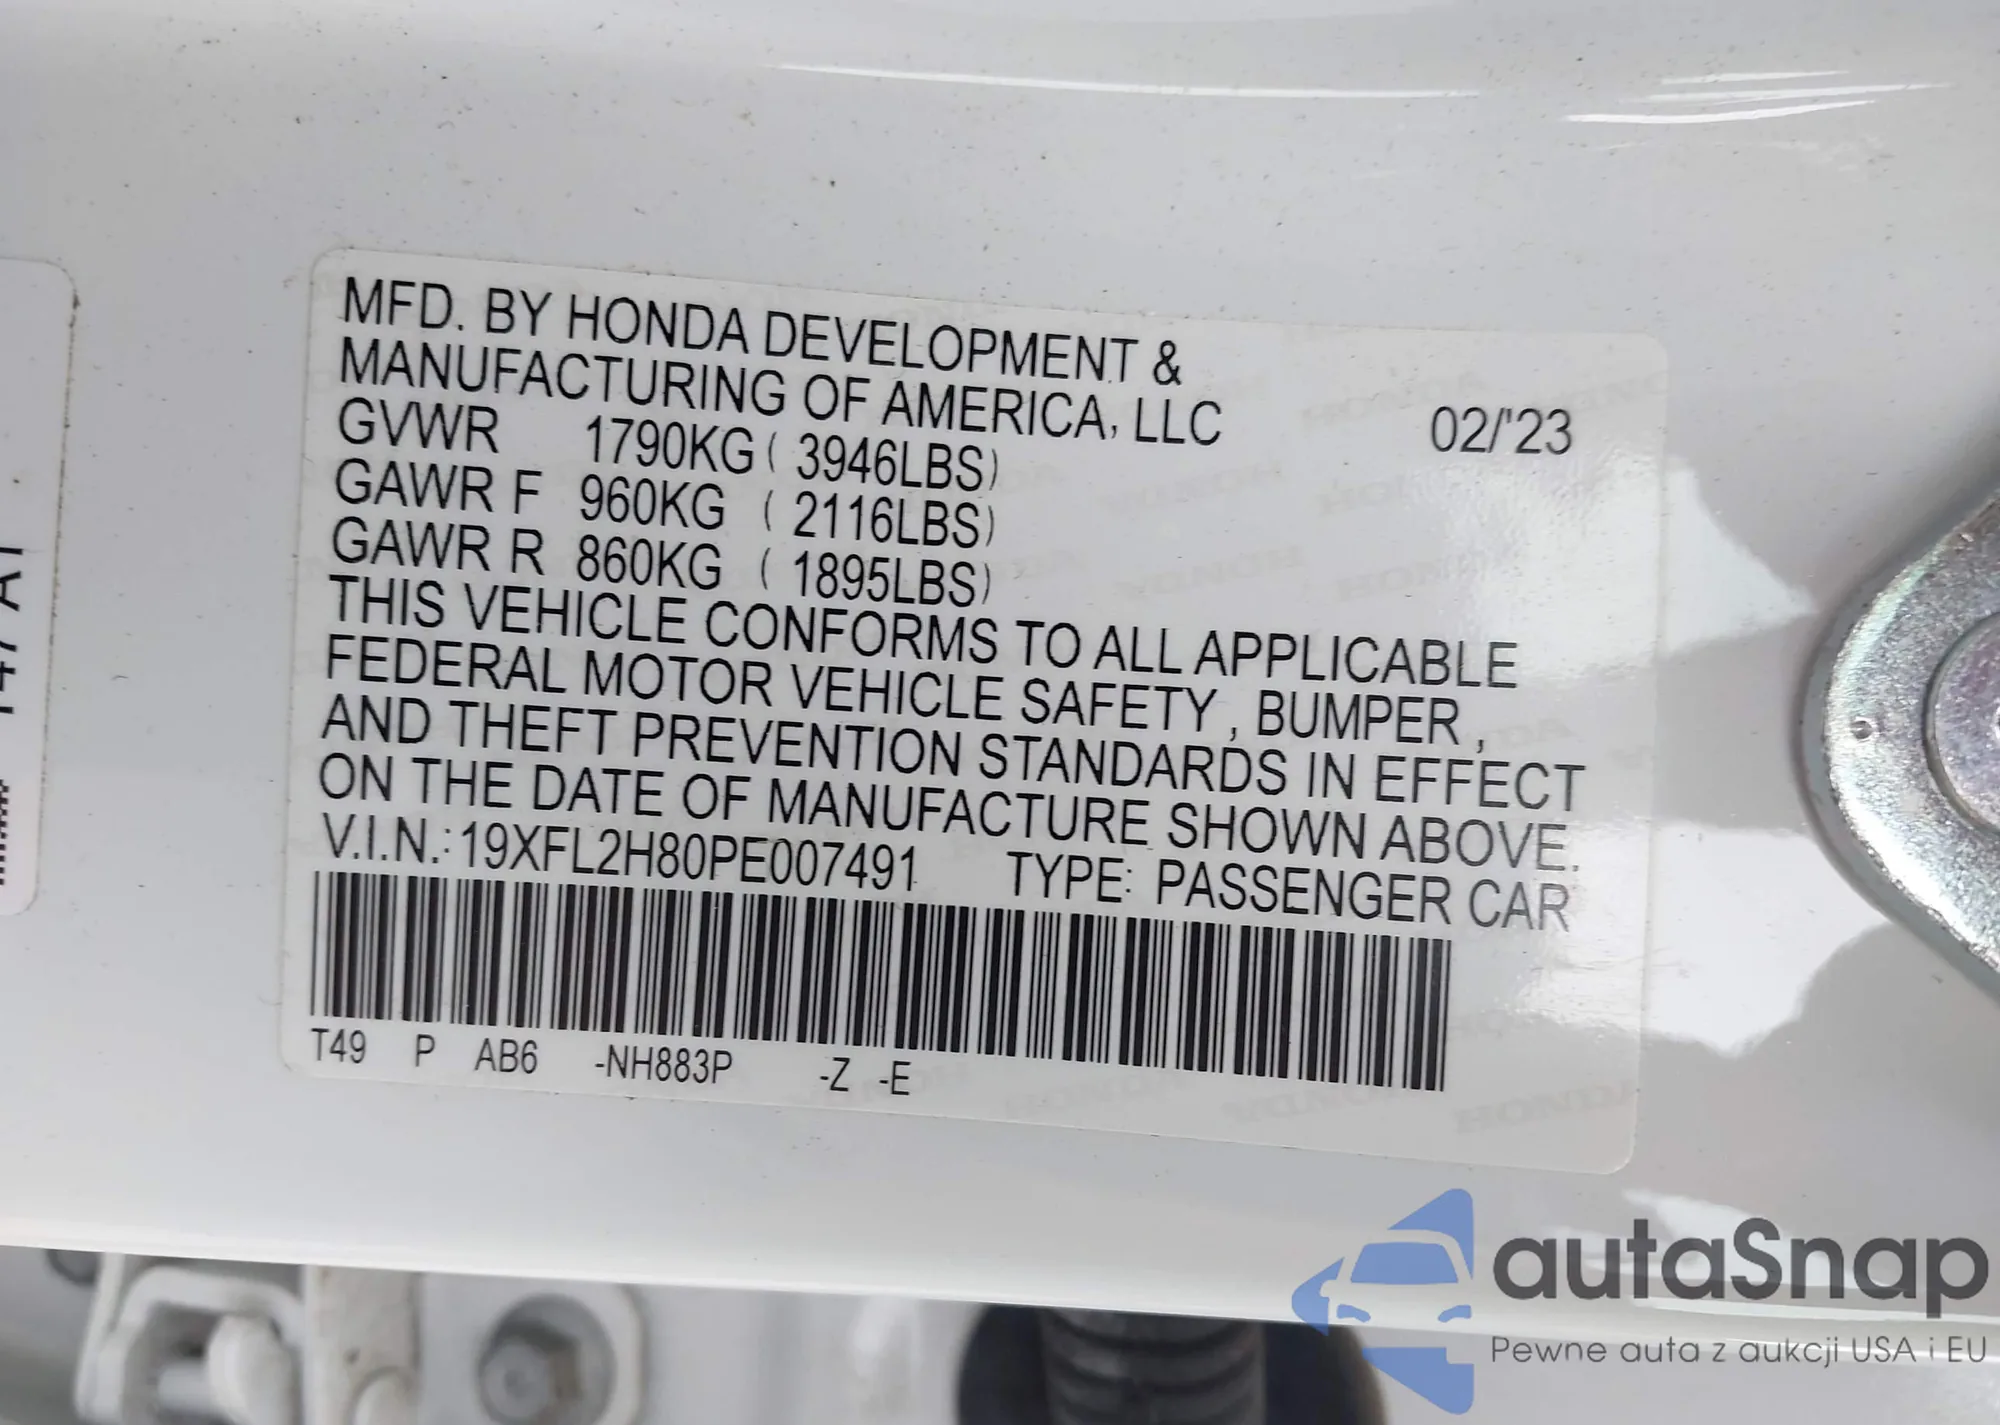 MFD. BY HONDA DEVELOPMENT &
MANUFACTURING OF AMERICA, LLC 02/'23
GVWR 1790KG ( 3946LBS)
GAWR F 960KG ( 2116LBS)
GAWR R 860KG ( 1895LBS)
THIS VEHICLE CONFORMS TO ALL APPLICABLE
FEDERAL MOTOR VEHICLE SAFETY , BUMPER ,
AND THEFT PREVENTION STANDARDS IN EFFECT
ON THE DATE OF MANUFACTURE SHOWN ABOVE.
V.I.N.: 19XFL2H80PE007491 TYPE: PASSENGER CAR
T49 P AB6 -NH883P -Z -E
autaSnap
Pewne auta z aukcji USA i EU